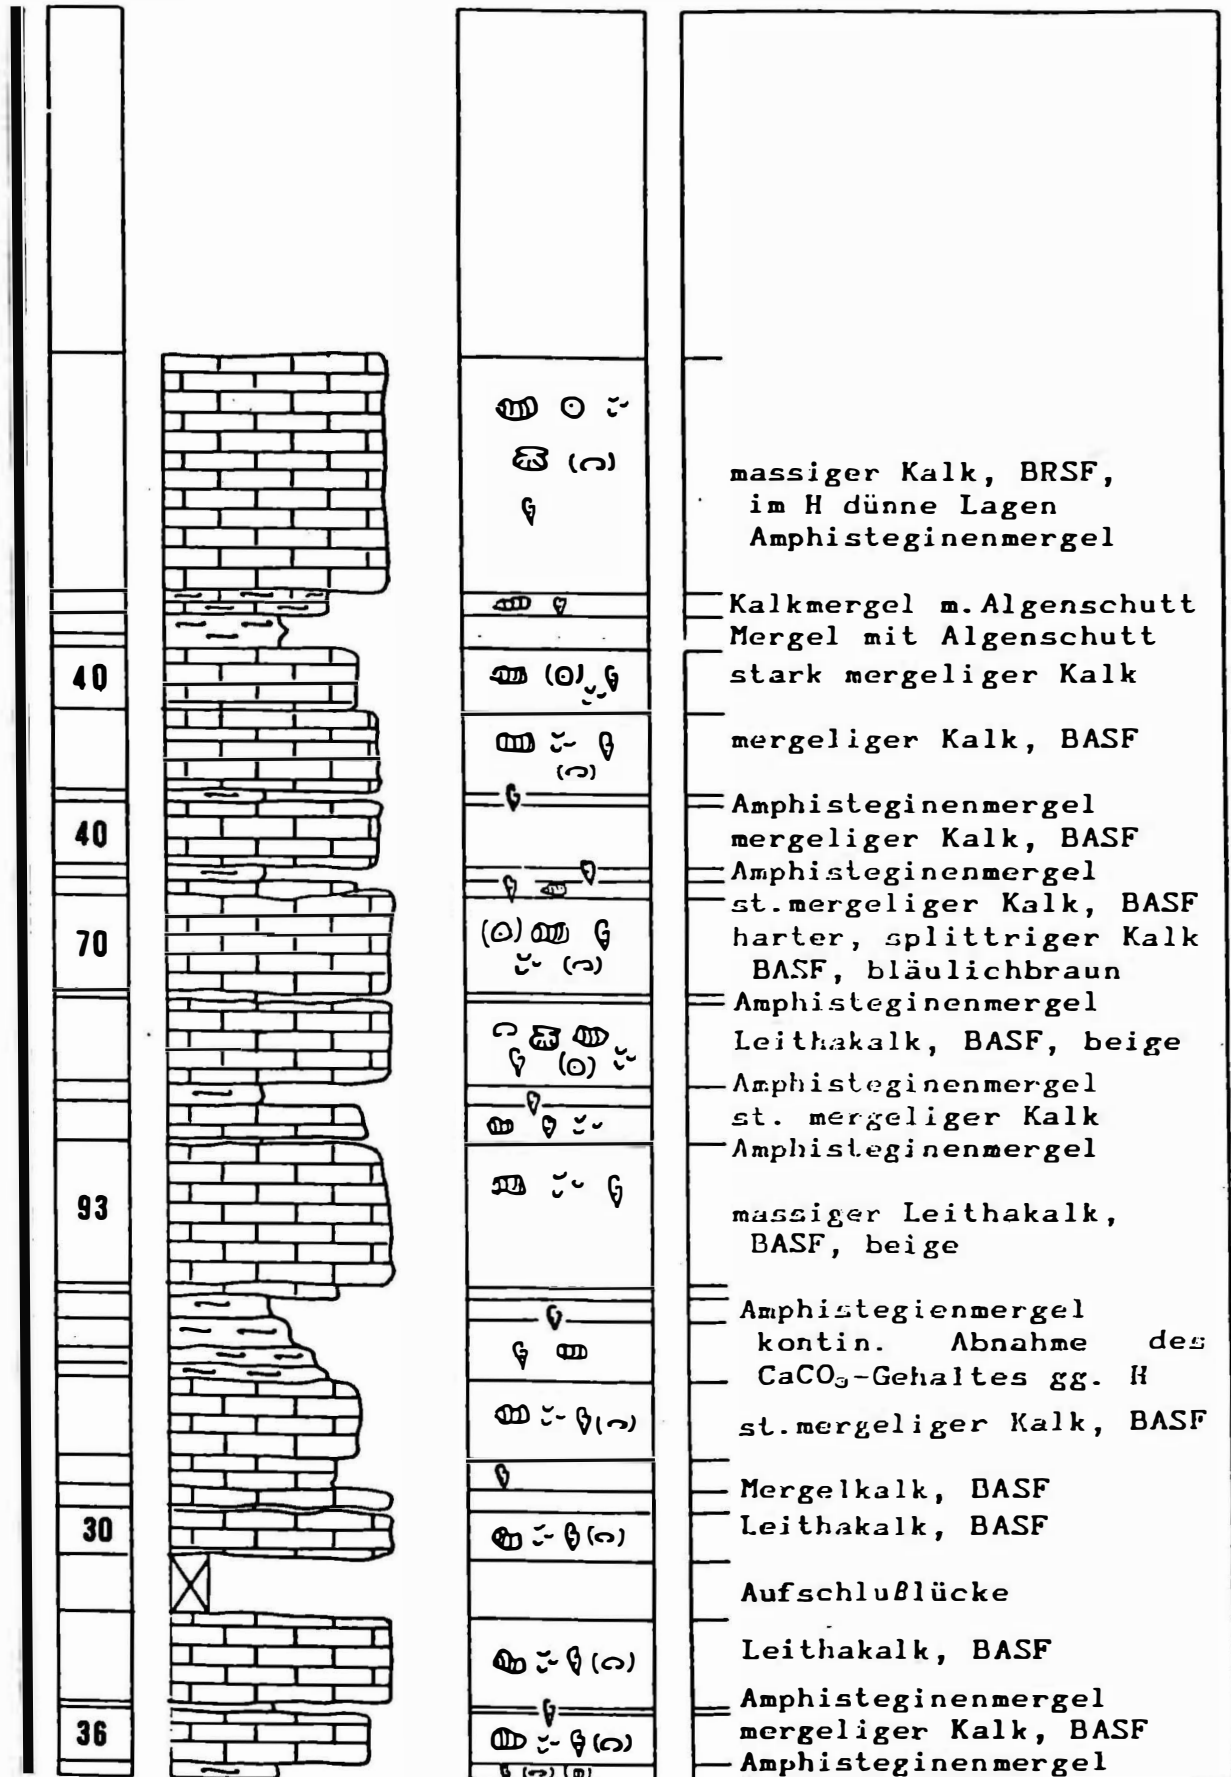 massiger Kalk, BRSF,
im H dünne Lagen
Amphisteginenmergel
Kalkmergel m.Algenschutt
Mergel mit Algenschutt
40
stark mergeliger Kalk
mergeliger Kalk, BASF
Amphisteginenmergel
40
mergeliger Kalk, BASF
Amphisteginenmergel
st.mergeliger Kalk, BASF
70
harter, splittriger Kalk
BASF, bläulichbraun
Amphisteginenmergel
Leithakalk, BASF, beige
Amphisteginenmergel
st. mergeliger Kalk
Amphisteginenmergel
93
massiger Leithakalk,
BASF, beige
Amphistegienmergel
kontin. Abnahme des
CaCO₃-Gehaltes gg. H
st.mergeliger Kalk, BASF
Mergelkalk, BASF
30
Leithakalk, BASF
Aufschlußlücke
Leithakalk, BASF
Amphisteginenmergel
36
mergeliger Kalk, BASF
Amphisteginenmergel